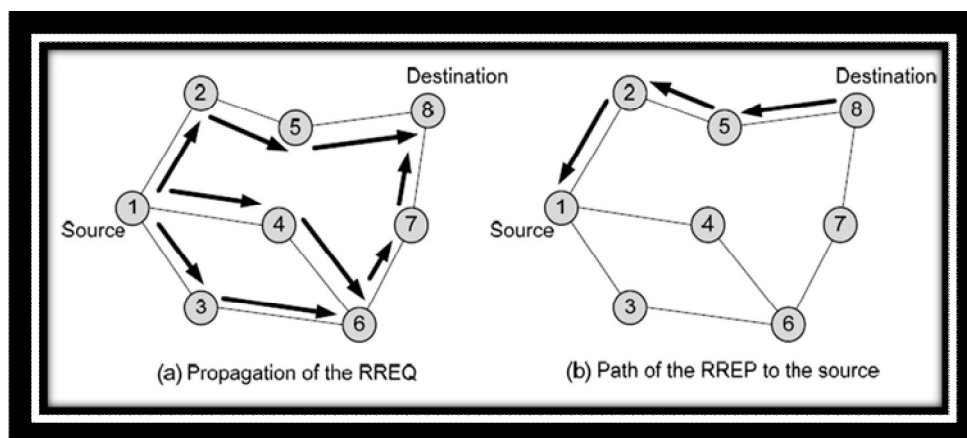 Destination
2
8
5
1
Source
4
7
3
6
(a) Propagation of the RREQ
Destination
2
8
5
1
Source
4
7
3
6
(b) Path of the RREP to the source